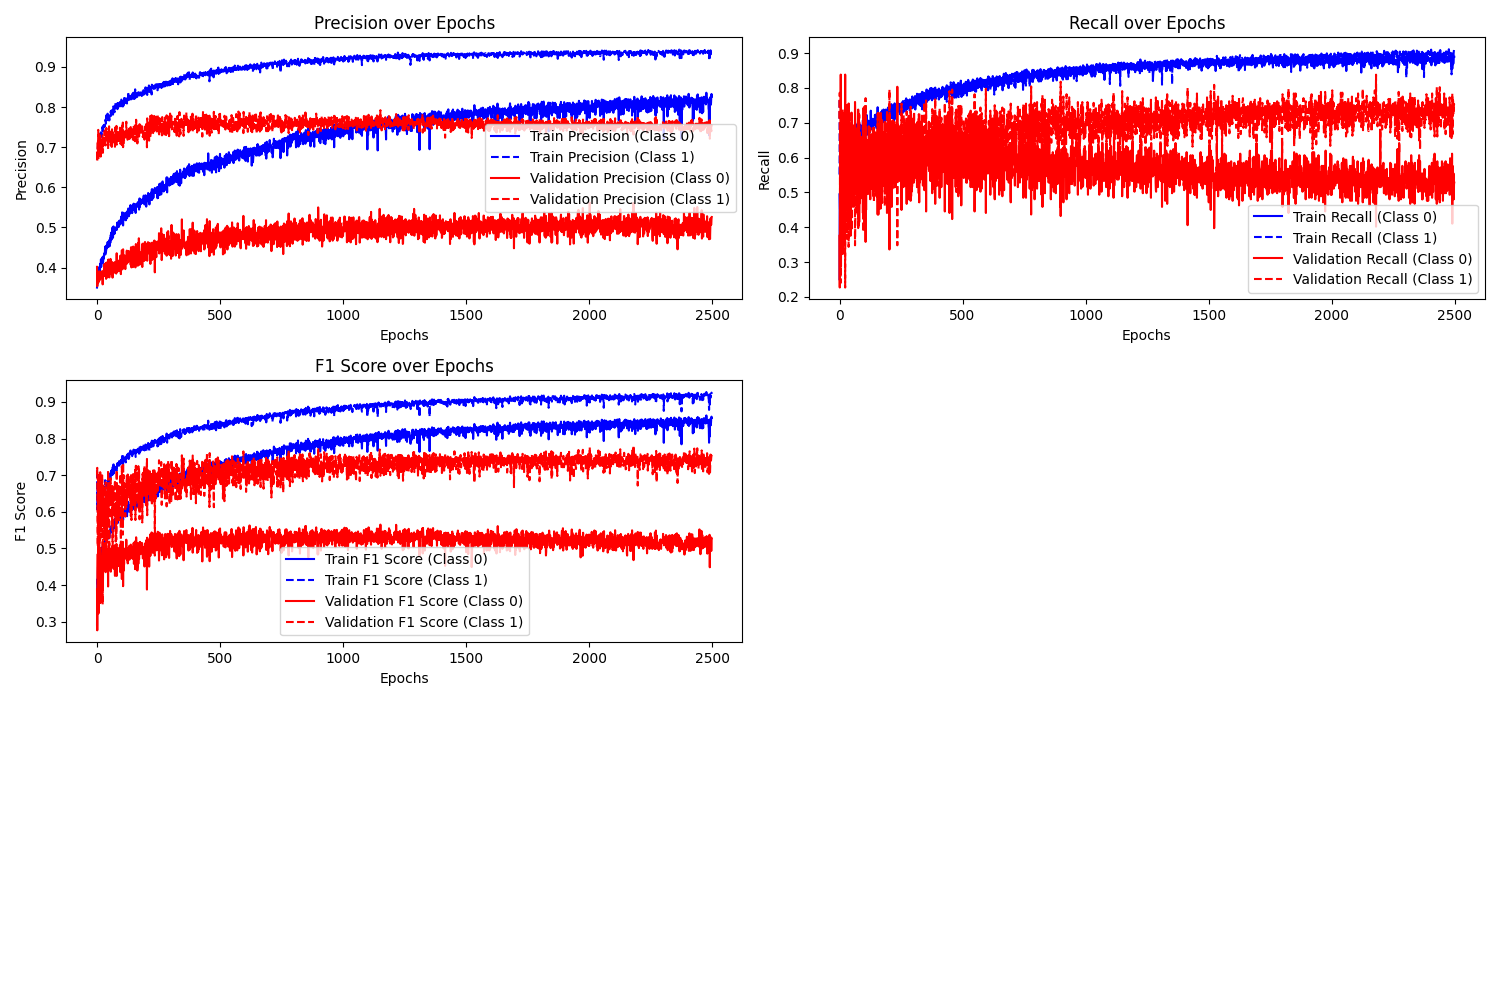 Precision over Epochs
Precision
0.9
0.8
0.7
0.6
0.5
0.4
0 500 1000 1500 2000 2500
Epochs
Train Precision (Class 0)
Train Precision (Class 1)
Validation Precision (Class 0)
Validation Precision (Class 1)
Recall over Epochs
Recall
0.9
0.8
0.7
0.6
0.5
0.4
0.3
0.2
0 500 1000 1500 2000 2500
Epochs
Train Recall (Class 0)
Train Recall (Class 1)
Validation Recall (Class 0)
Validation Recall (Class 1)
F1 Score over Epochs
F1 Score
0.9
0.8
0.7
0.6
0.5
0.4
0.3
0 500 1000 1500 2000 2500
Epochs
Train F1 Score (Class 0)
Train F1 Score (Class 1)
Validation F1 Score (Class 0)
Validation F1 Score (Class 1)